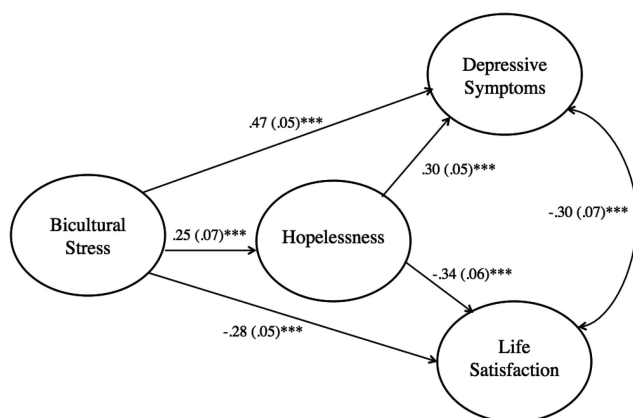 Depressive
Symptoms
.47 (.05)***
.30 (.05)***
Bicultural
Stress
.25 (.07)***
Hopelessness
-.30 (.07)***
-.34 (.06)***
-.28 (.05)***
Life
Satisfaction